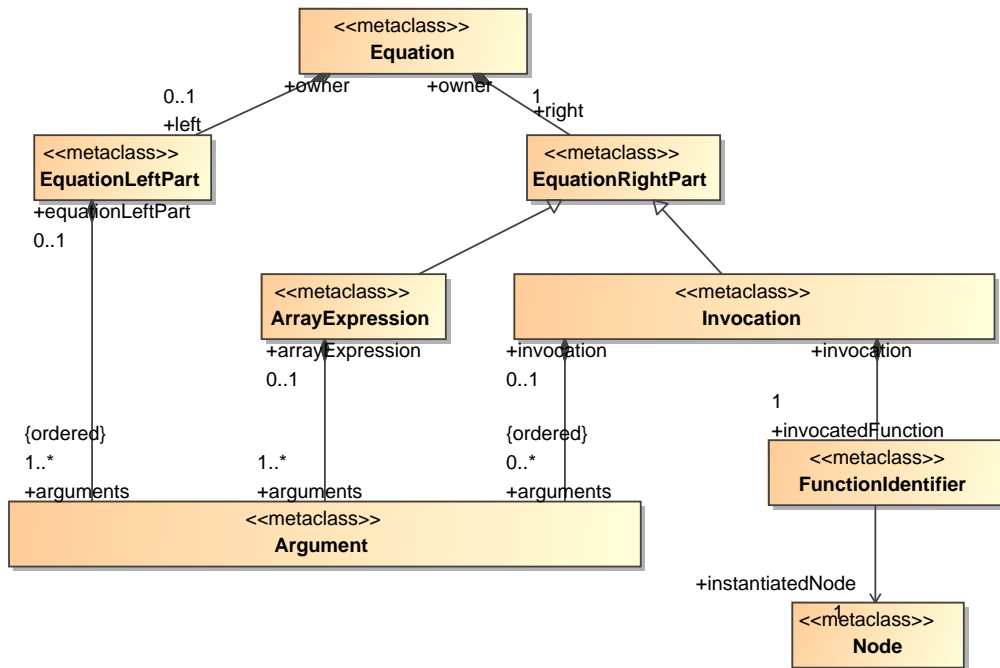 <<metaclass>>
Equation
+owner
+owner
0..1
+left
1
+right
<<metaclass>>
EquationLeftPart
<<metaclass>>
EquationRightPart
+equationLeftPart
0..1
<<metaclass>>
ArrayExpression
<<metaclass>>
Invocation
+arrayExpression
0..1
+invocation
0..1
+invocation
1
+invocatedFunction
{ordered}
1..*
+arguments
1..*
+arguments
{ordered}
0..*
+arguments
<<metaclass>>
FunctionIdentifier
<<metaclass>>
Argument
+instantiatedNode
1
<<metaclass>>
Node